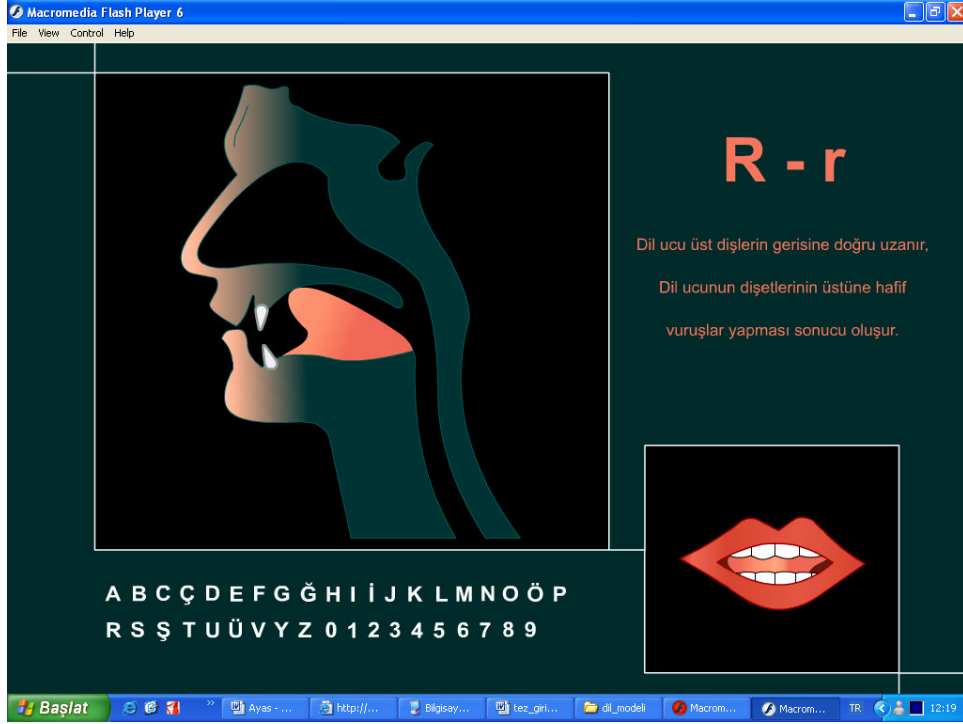 Macromedia Flash Player 6
File View Control Help
R - r
Dil ucu üst dişlerin gerisine doğru uzanır,
Dil ucunun dişetlerinin üstüne hafif
vuruşlar yapması sonucu oluşur.
A B C Ç D E F G Ğ H I İ J K L M N O Ö P
R S Ş T U Ü V Y Z 0 1 2 3 4 5 6 7 8 9
Başlat » Ayas - ... http://... Bilgisay... tez_giri... dil_modeli Macrom... Macrom... TR 12:19